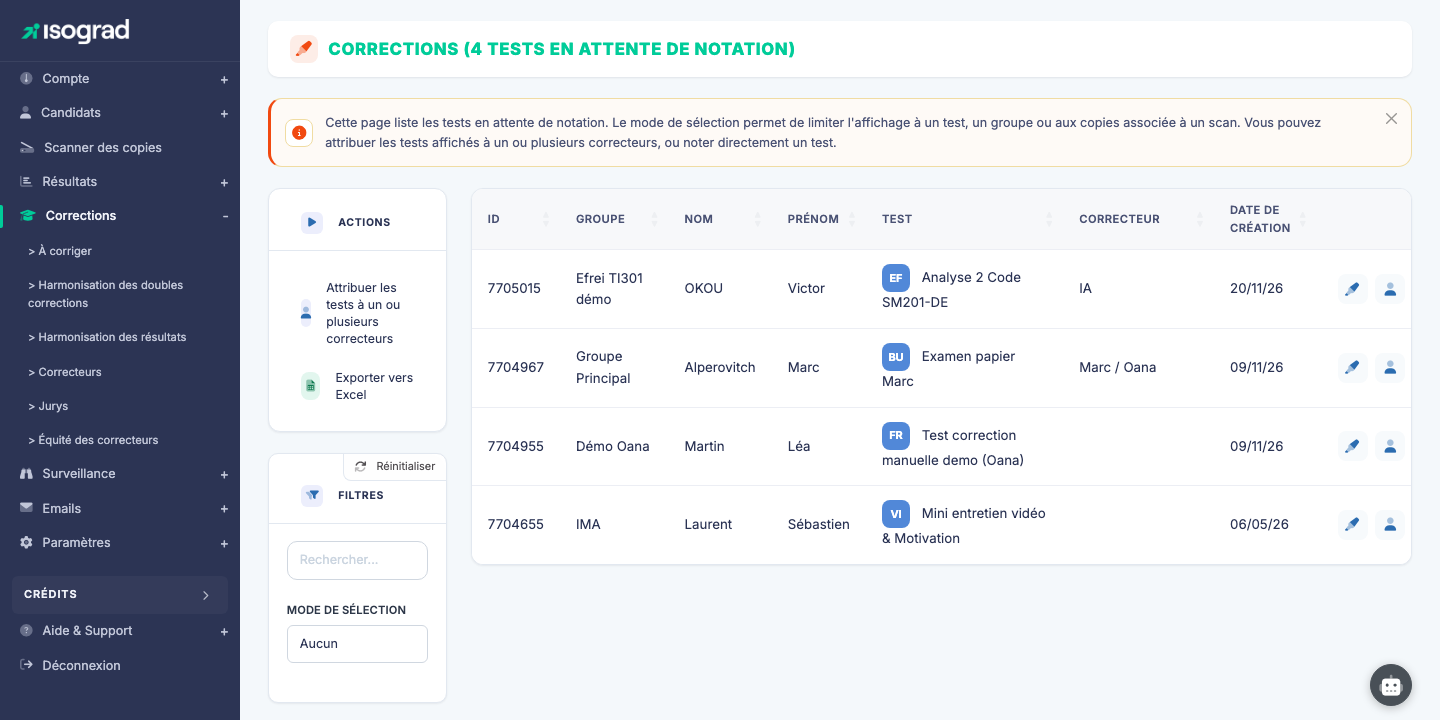 isograd
Compte +
Candidats +
Scanner des copies
Résultats +
Corrections -
> À corriger
> Harmonisation des doubles
corrections
> Harmonisation des résultats
> Correcteurs
> Jurys
> Équité des correcteurs
Surveillance +
Emails +
Paramètres +
CRÉDITS
Aide & Support +
Déconnexion
CORRECTIONS (4 TESTS EN ATTENTE DE NOTATION)
Cette page liste les tests en attente de notation. Le mode de sélection permet de limiter l'affichage à un test, un groupe ou aux copies associée à un scan. Vous pouvez
attribuer les tests affichés à un ou plusieurs correcteurs, ou noter directement un test.
ACTIONS
Attribuer les
tests à un ou
plusieurs
correcteurs
Exporter vers
Excel
Réinitialiser
FILTRES
Rechercher...
MODE DE SÉLECTION
Aucun
ID GROUPE NOM PRÉNOM TEST CORRECTEUR DATE DE
CRÉATION
7705015 Efrei TI301
démo OKOU Victor EF Analyse 2 Code
SM201-DE IA 20/11/26
7704967 Groupe
Principal Alperovitch Marc BU Examen papier
Marc Marc / Oana 09/11/26
7704955 Démo Oana Martin Léa FR Test correction
manuelle demo (Oana) 09/11/26
7704655 IMA Laurent Sébastien VI Mini entretien vidéo
& Motivation 06/05/26